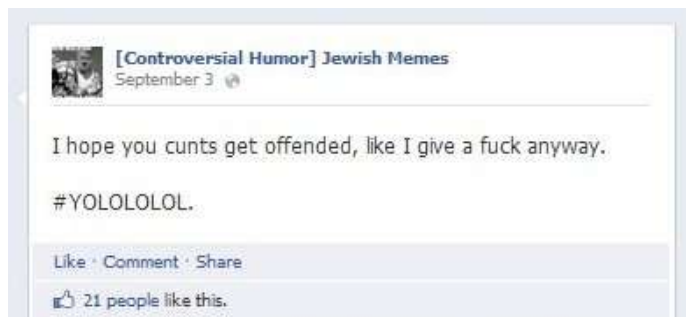 [Controversial Humor] Jewish Memes
September 3
I hope you cunts get offended, like I give a fuck anyway.
#YOLOLOLOL.
Like · Comment · Share
21 people like this.